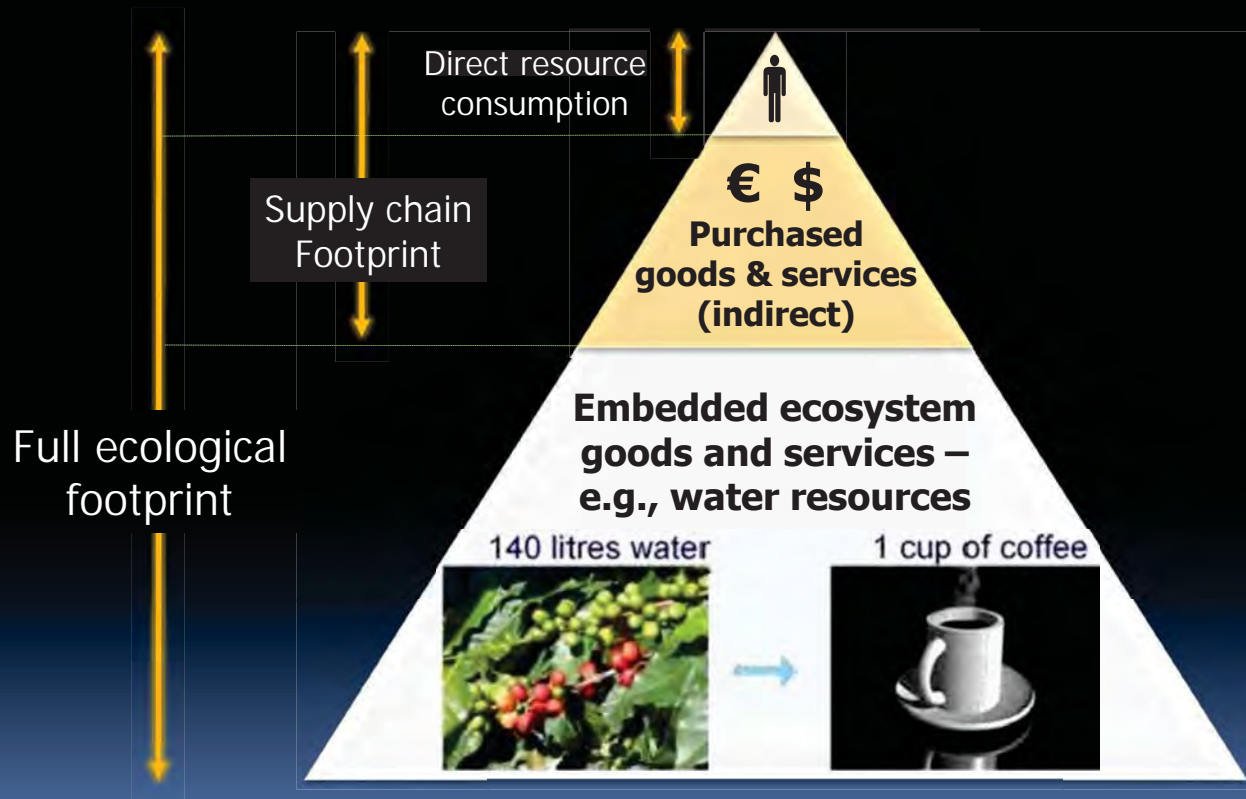 Direct resource
consumption
€ $
Supply chain
Footprint
Purchased
goods & services
(indirect)
Full ecological
footprint
Embedded ecosystem
goods and services –
e.g., water resources
140 litres water
1 cup of coffee